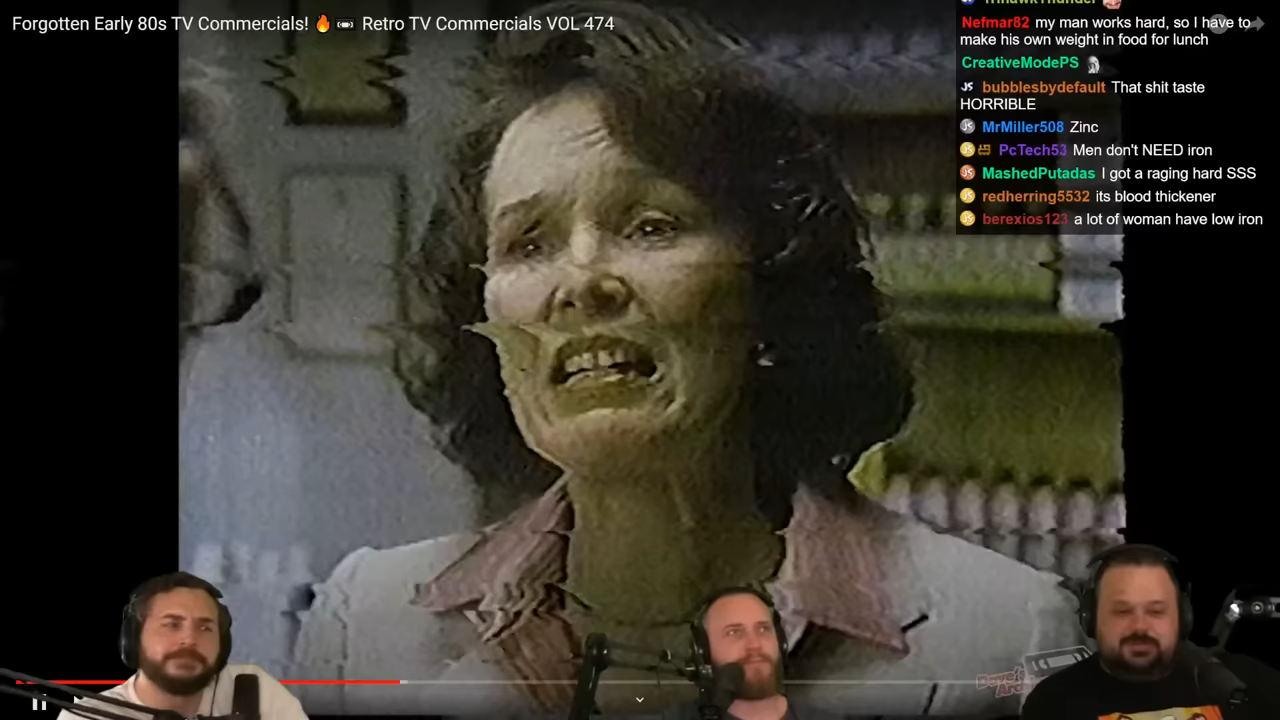 Forgotten Early 80s TV Commercials! 🔥📼 Retro TV Commercials VOL 474
Nefmar82 my man works hard, so I have to
make his own weight in food for lunch
CreativeModePS
bubblesbydefault That shit taste
HORRIBLE
MrMiller508 Zinc
PcTech53 Men don't NEED iron
MashedPutadas I got a raging hard SSS
redherring5532 its blood thickener
berexios123 a lot of woman have low iron